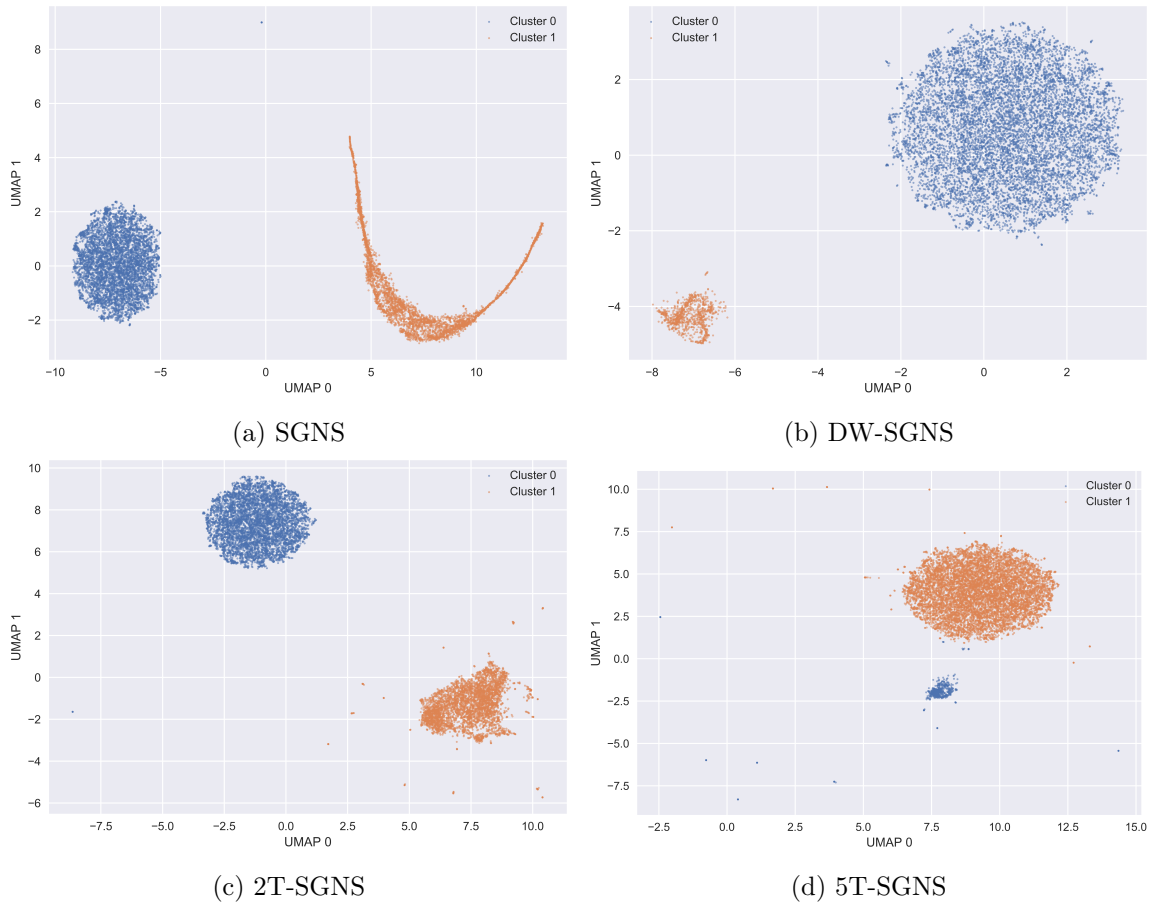 Cluster 0
Cluster 1
8
6
4
2
0
−2
−10
−5
0
5
10
UMAP 1
UMAP 0
(a) SGNS
Cluster 0
Cluster 1
2
0
−2
−4
−8
−6
−4
−2
0
2
UMAP 1
UMAP 0
(b) DW-SGNS
Cluster 0
Cluster 1
10
8
6
4
2
0
−2
−4
−6
−7.5
−5.0
−2.5
0.0
2.5
5.0
7.5
10.0
UMAP 1
UMAP 0
(c) 2T-SGNS
Cluster 0
Cluster 1
10.0
7.5
5.0
2.5
0.0
−2.5
−5.0
−7.5
−2.5
0.0
2.5
5.0
7.5
10.0
12.5
15.0
UMAP 1
UMAP 0
(d) 5T-SGNS